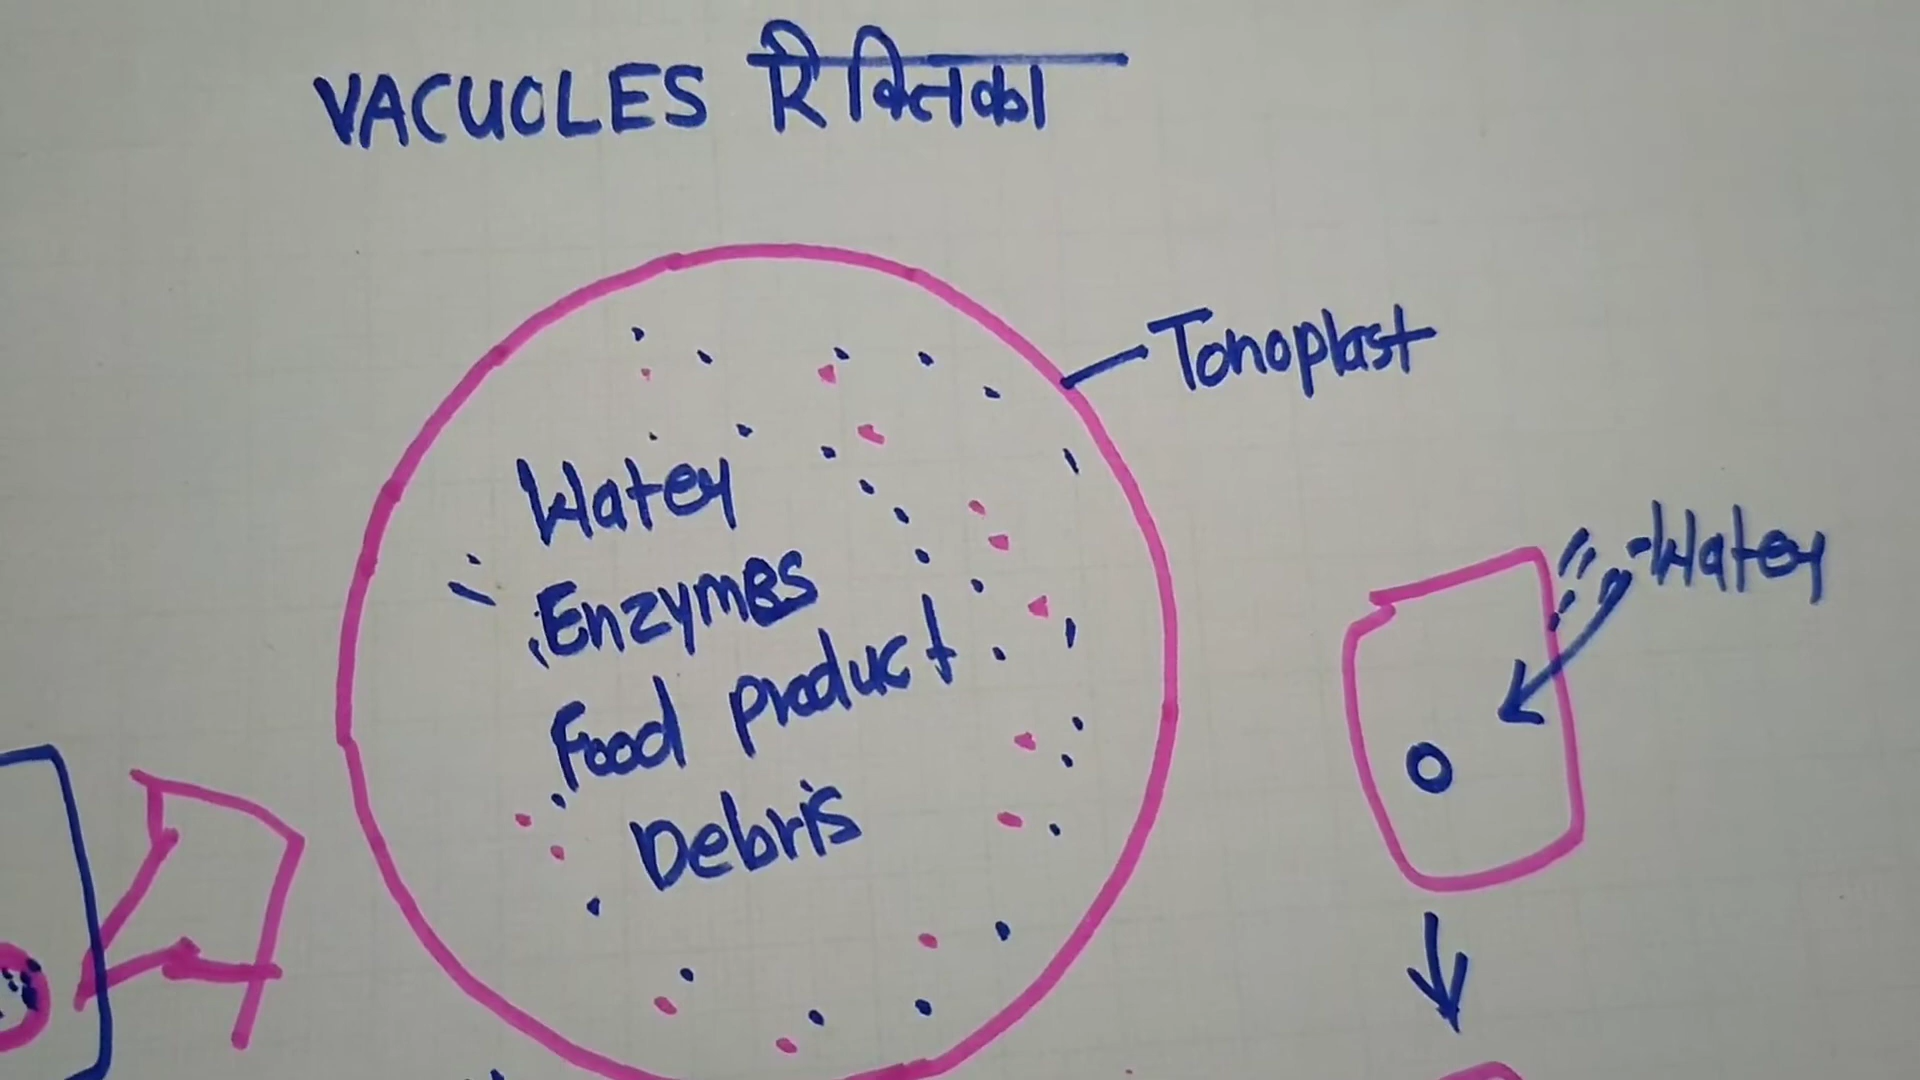 VACUOLES रिक्तिका
Tonoplast
Water
Enzymes
Food product
Debris
Water